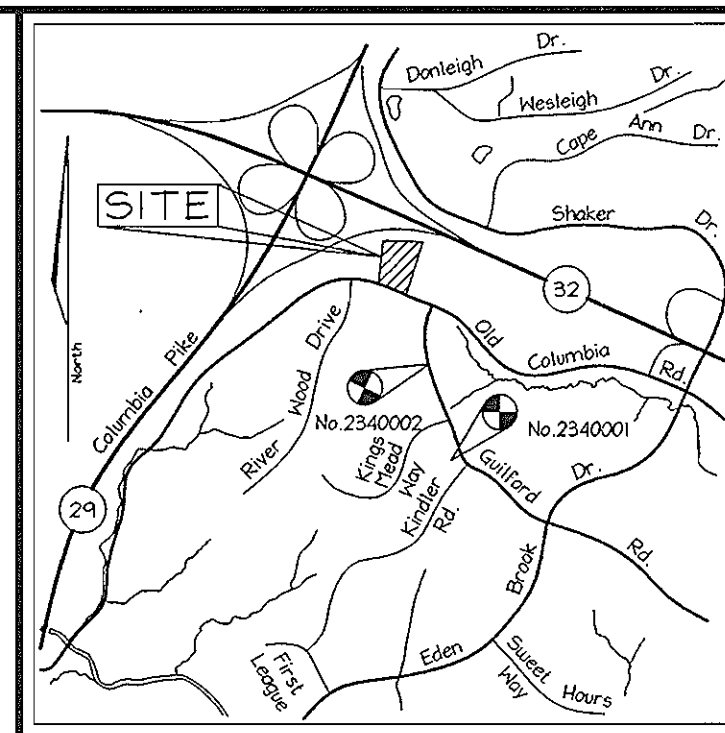 Donleigh Dr.
Wesleigh Dr.
Cape Ann Dr.
SITE
Shaker Dr.
32
North
Columbia Pike
Old Columbia Rd.
River Wood Drive
No.2340002
No.2340001
Kings Mead Way
Kindler Rd.
Guilford Rd.
29
Eden Brook Dr.
First League
Sweet Hours Way